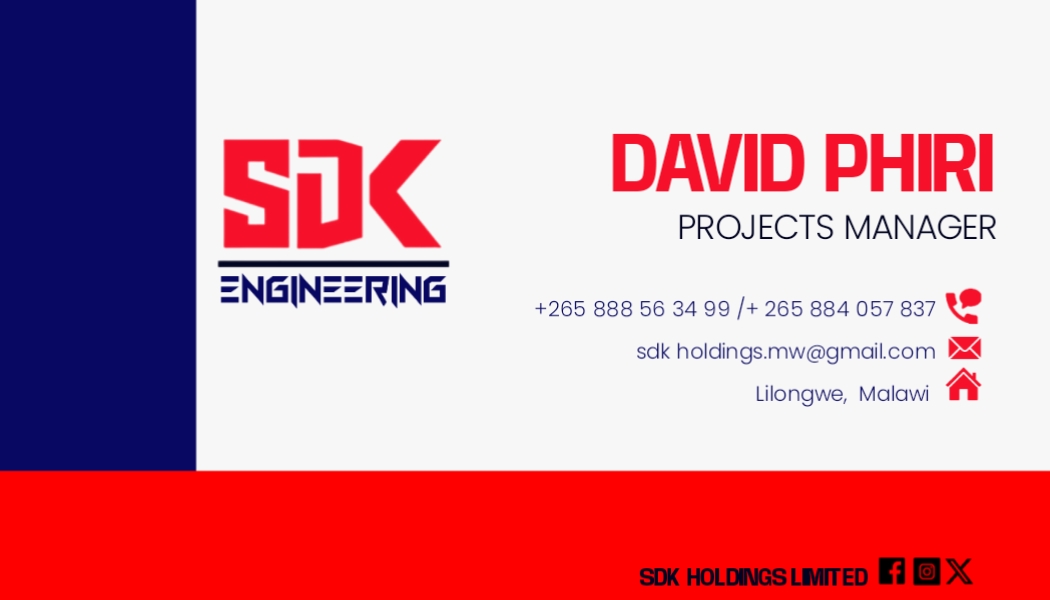 SDK
ENGINEERING
DAVID PHIRI
PROJECTS MANAGER
+265 888 56 34 99 /+ 265 884 057 837
sdk holdings.mw@gmail.com
Lilongwe, Malawi
SDK HOLDINGS LIMITED